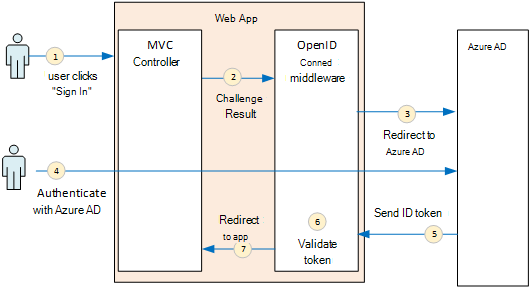 Web App
MVC
Controller
OpenID
Conned
middleware
Azure AD
1
user clicks
"Sign In"
2
Challenge
Result
3
Redirect to
Azure AD
4
Authenticate
with Azure AD
Send ID token
5
6
Validate
token
Redirect
to app
7